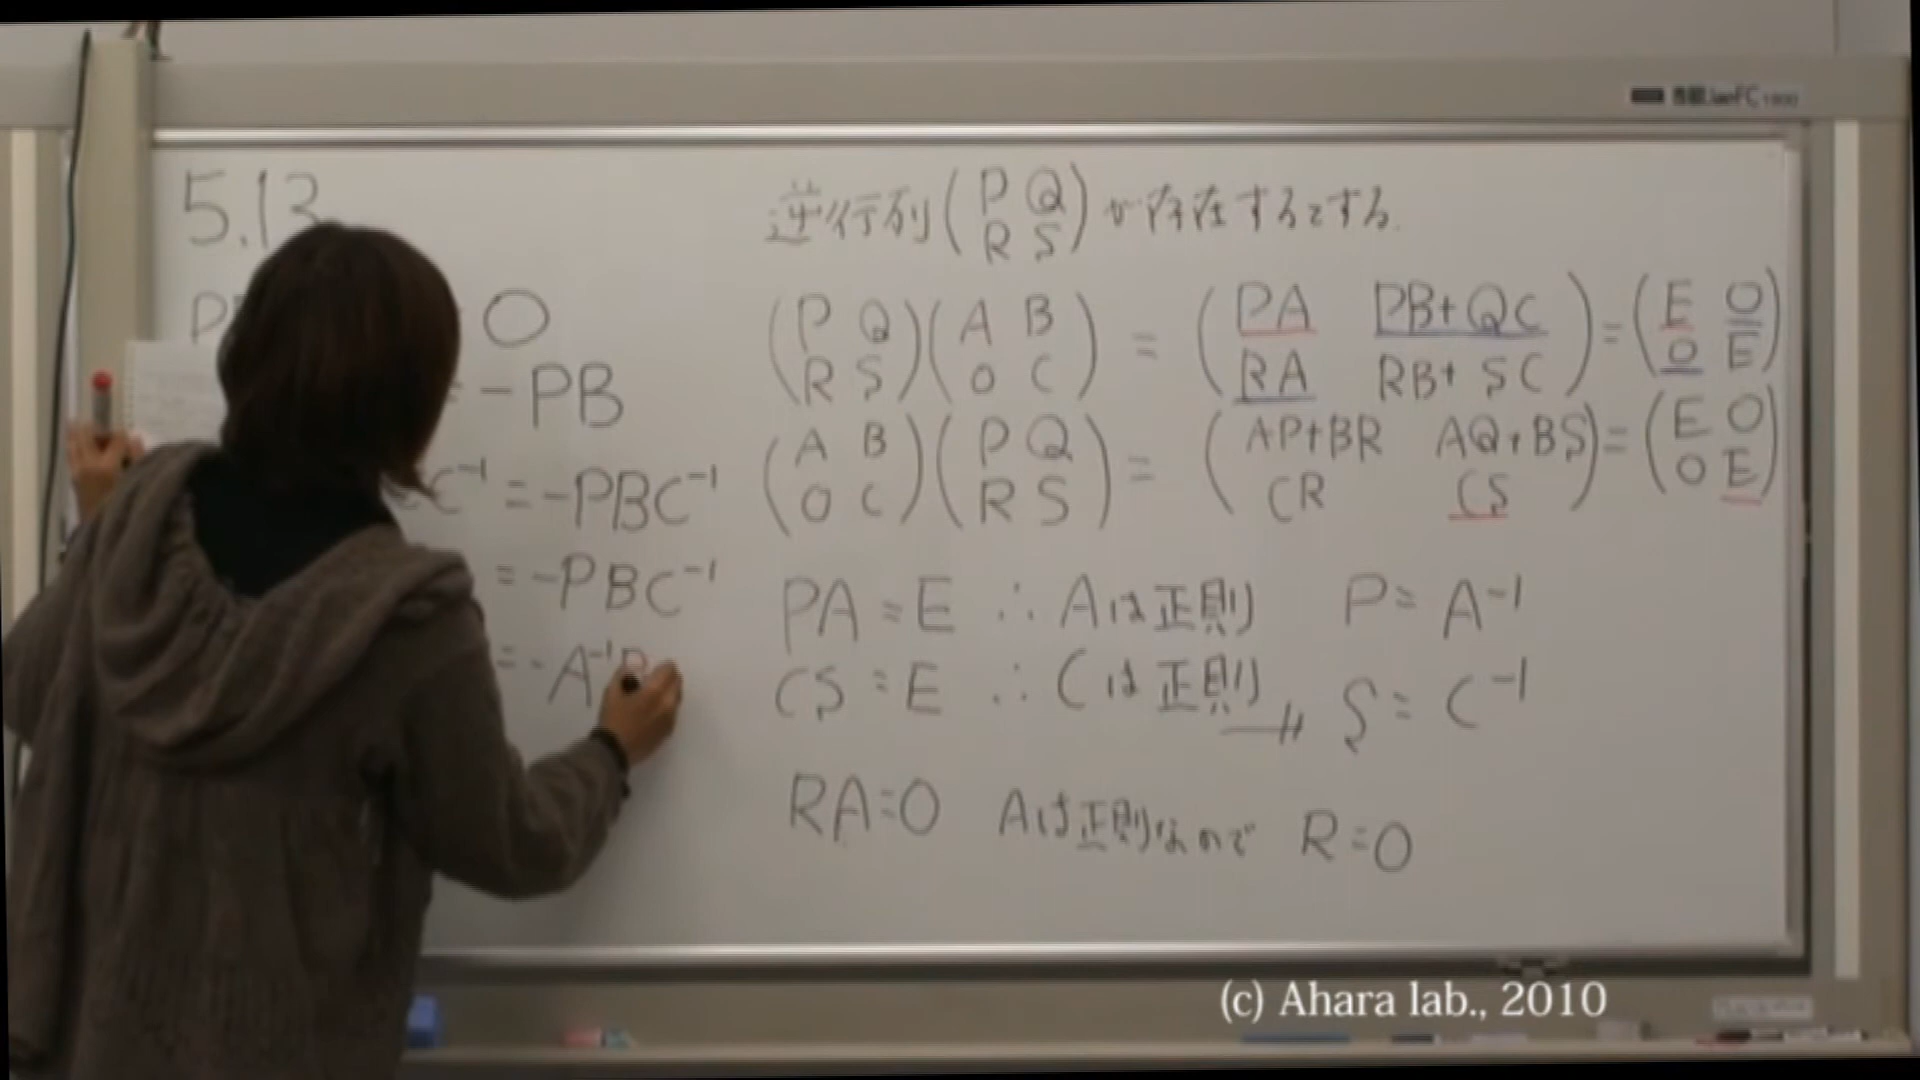 5.13
O
-PB
C⁻¹ = -PBC⁻¹
= -PBC⁻¹
= -A⁻¹B
逆行列 (P Q
R S) が存在するとする.
(P Q
R S)(A B
O C) = (PA PB+QC
RA RB+SC) = (E O
O E)
(A B
O C)(P Q
R S) = (AP+BR AQ+BS
CR CS) = (E O
O E)
PA = E ∴ Aは正則 P = A⁻¹
CS = E ∴ Cは正則 S = C⁻¹
RA = O Aは正則なので R = O
(c) Ahara lab., 2010